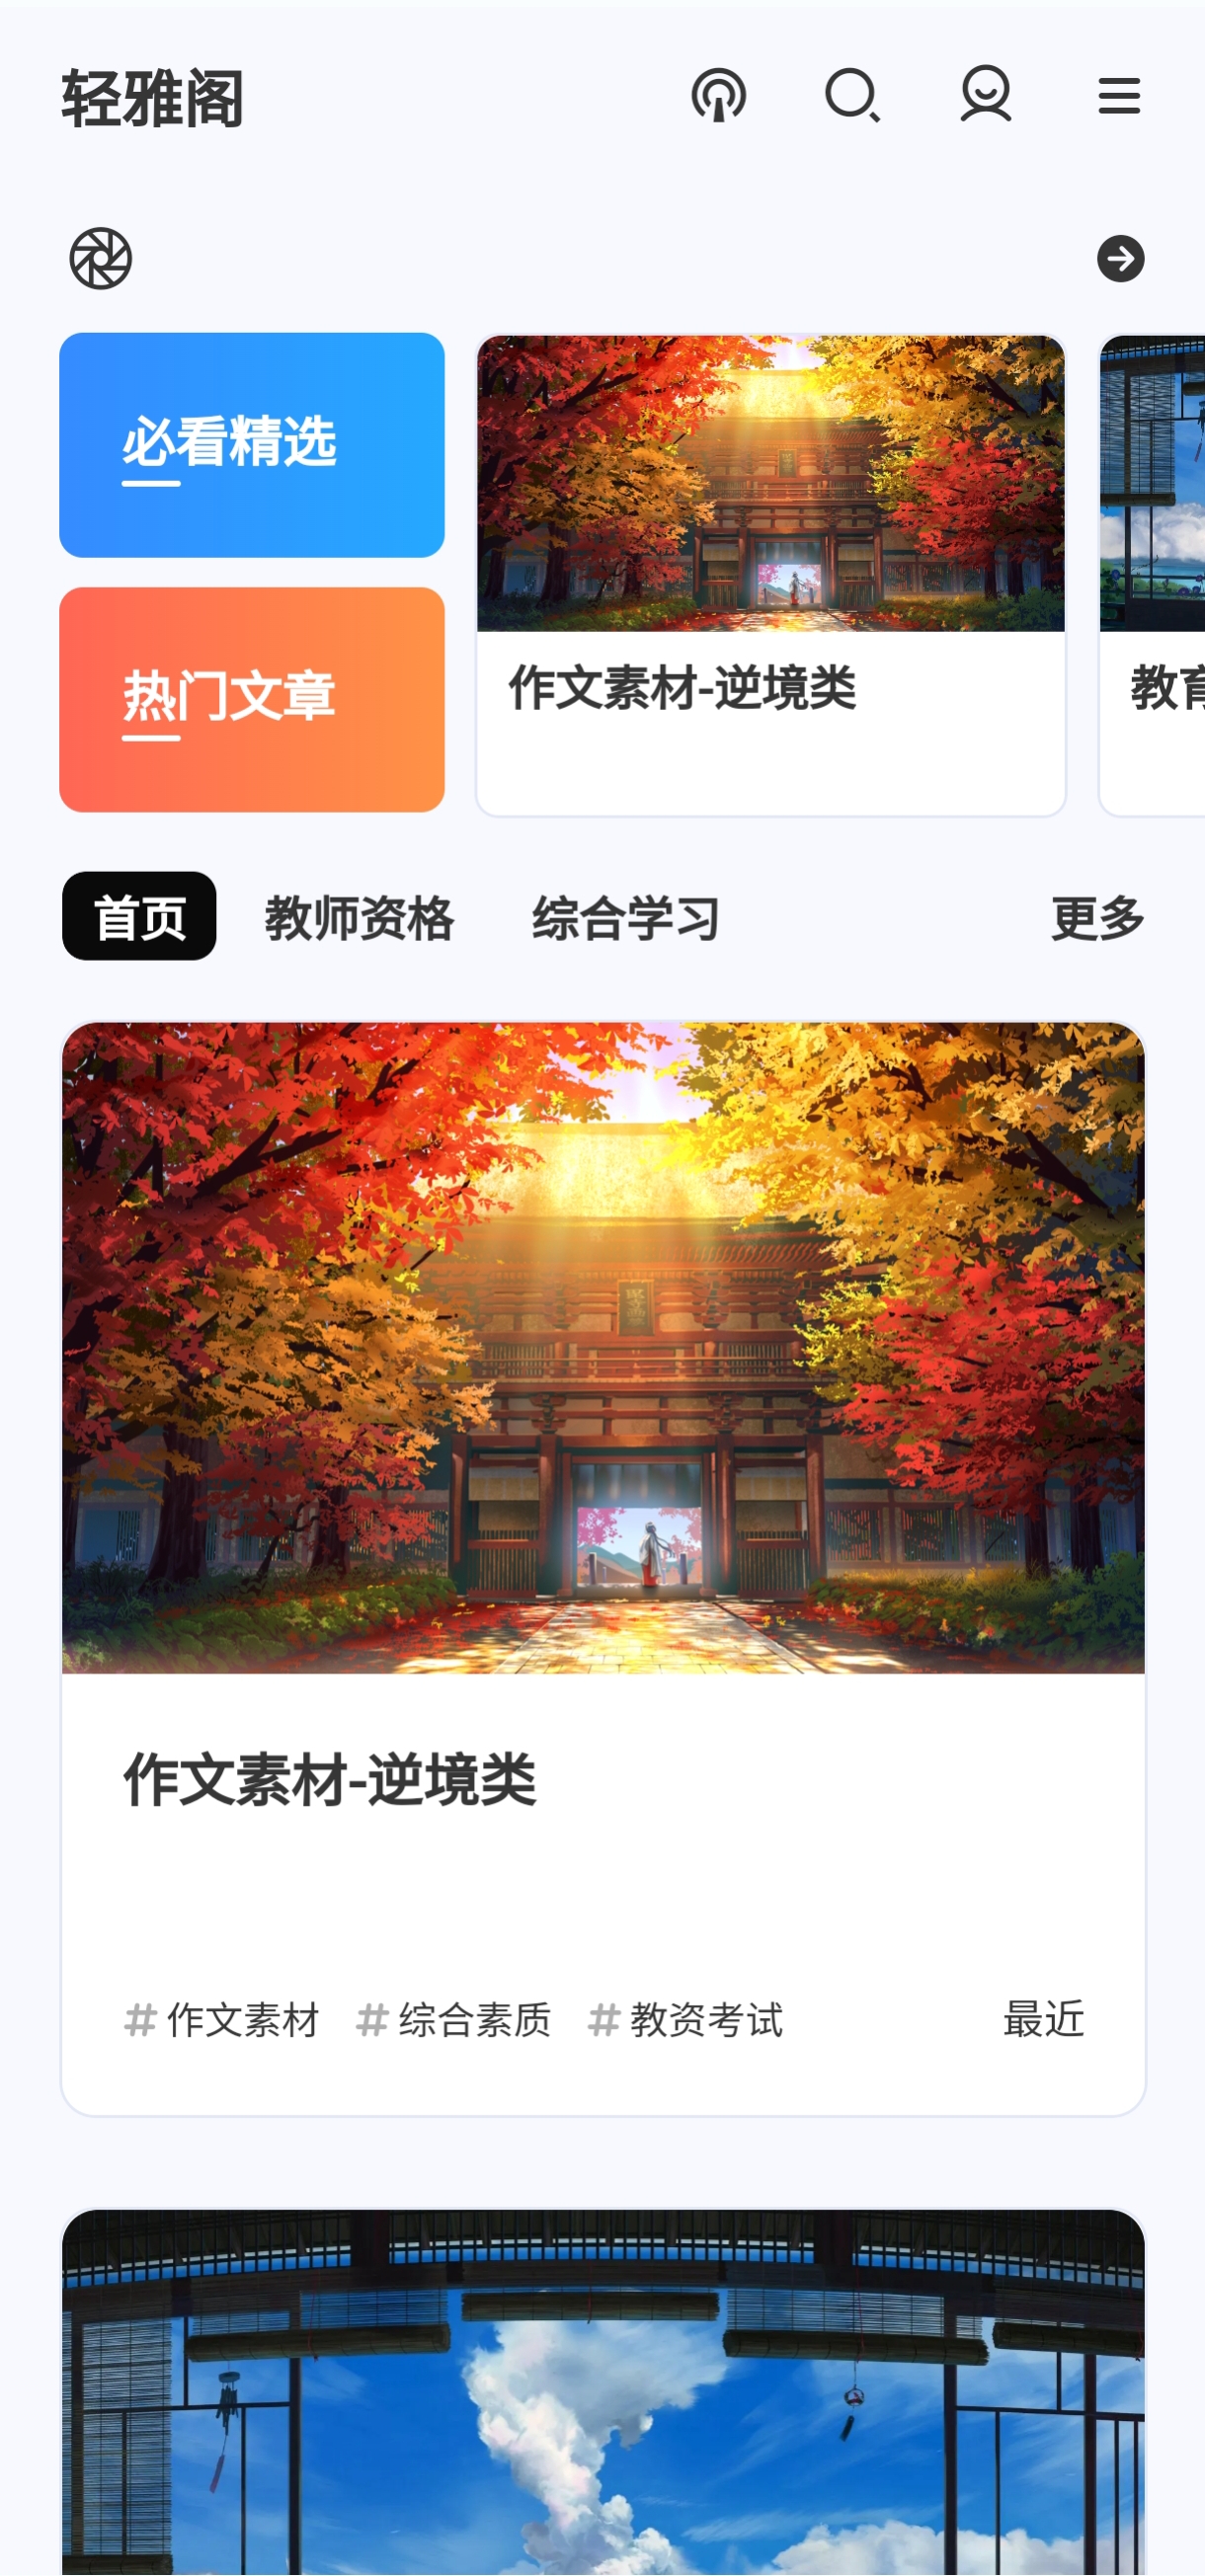 轻雅阁
必看精选
热门文章
作文素材-逆境类
教育
首页 教师资格 综合学习 更多
作文素材-逆境类
# 作文素材 # 综合素质 # 教资考试 最近